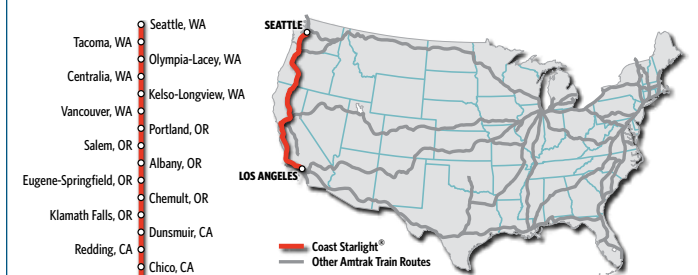 Seattle, WA
Tacoma, WA
Olympia-Lacey, WA
Centralia, WA
Kelso-Longview, WA
Vancouver, WA
Portland, OR
Salem, OR
Albany, OR
Eugene-Springfield, OR
Chemult, OR
Klamath Falls, OR
Dunsmuir, CA
Redding, CA
Chico, CA
SEATTLE
LOS ANGELES
Coast Starlight®
Other Amtrak Train Routes